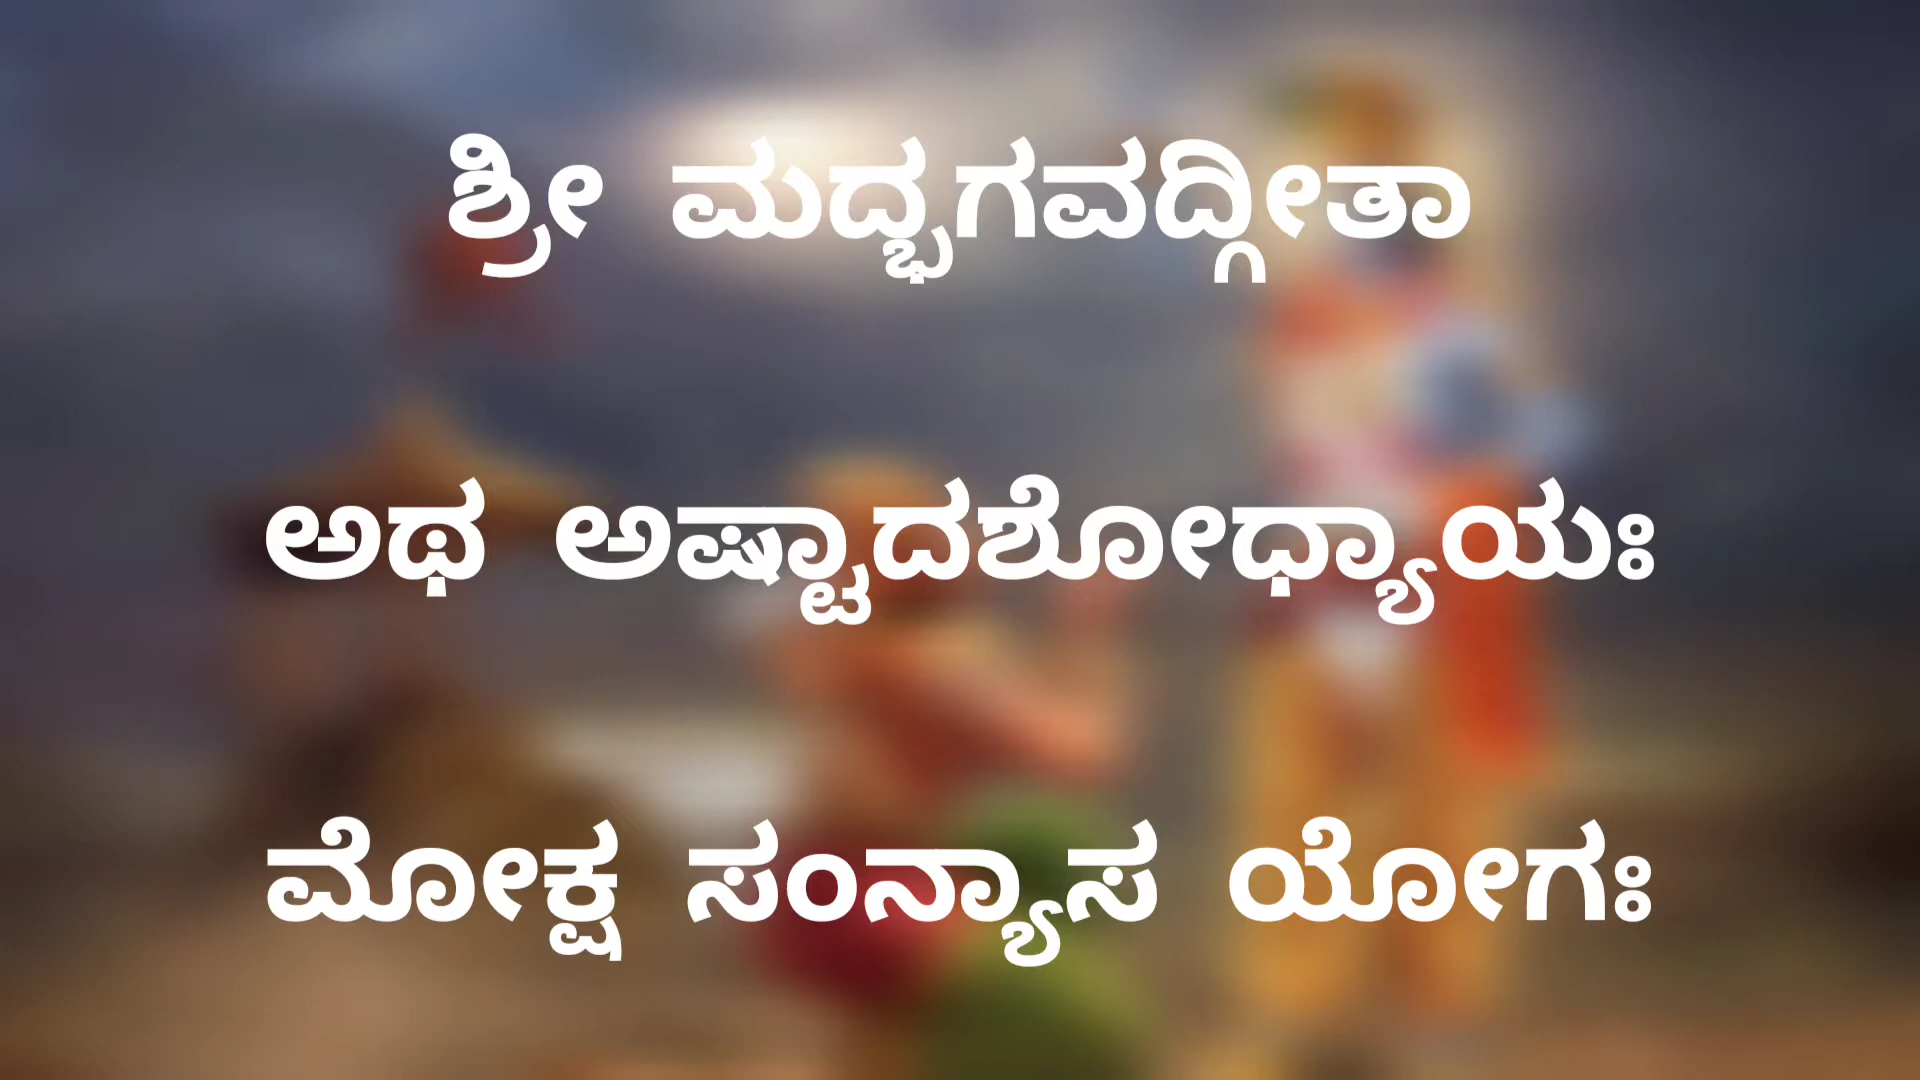 ಶ್ರೀ ಮದ್ಭಗವದ್ಗೀತಾ
ಅಥ ಅಷ್ಟಾದಶೋಧ್ಯಾಯಃ
ಮೋಕ್ಷ ಸಂನ್ಯಾಸ ಯೋಗಃ